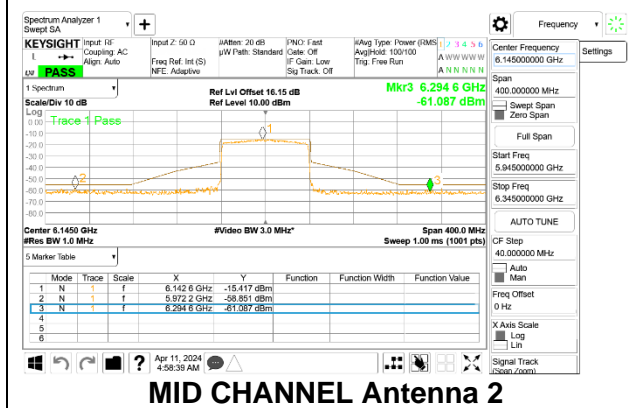 Spectrum Analyzer 1
Swept SA
Frequency
KEYSIGHT Input: RF Input Z: 50 Ω #Atten: 20 dB PNO: Fast #Avg Type: Power (RMS 1 2 3 4 5 6
Coupling: AC µW Path: Standard Gate: Off Avg|Hold: 100/100 A W W W W W
Align: Auto Freq Ref: Int (S) IF Gain: Low Trig: Free Run
PASS NFE: Adaptive Sig Track: Off A N N N N N
1 Spectrum
Ref Lvl Offset 16.15 dB Mkr3 6.294 6 GHz
Scale/Div 10 dB Ref Level 10.00 dBm -61.087 dBm
Log
Trace 1 Pass
0.00
-10.0
-20.0
-30.0
-40.0
-50.0
-60.0
-70.0
-80.0
1
2
3
Center 6.1450 GHz #Video BW 3.0 MHz* Span 400.0 MHz
#Res BW 1.0 MHz Sweep 1.00 ms (1001 pts)
5 Marker Table
Mode Trace Scale X Y Function Function Width Function Value
1 N 1 f 6.142 6 GHz -15.417 dBm
2 N 1 f 5.972 2 GHz -58.851 dBm
3 N 1 f 6.294 6 GHz -61.087 dBm
4
5
6
Apr 11, 2024
4:58:39 AM
Center Frequency
6.145000000 GHz
Settings
Span
400.000000 MHz
Swept Span
Zero Span
Full Span
Start Freq
5.945000000 GHz
Stop Freq
6.345000000 GHz
AUTO TUNE
CF Step
40.000000 MHz
Auto
Man
Freq Offset
0 Hz
X Axis Scale
Log
Lin
Signal Track
(Span Zoom)
MID CHANNEL Antenna 2